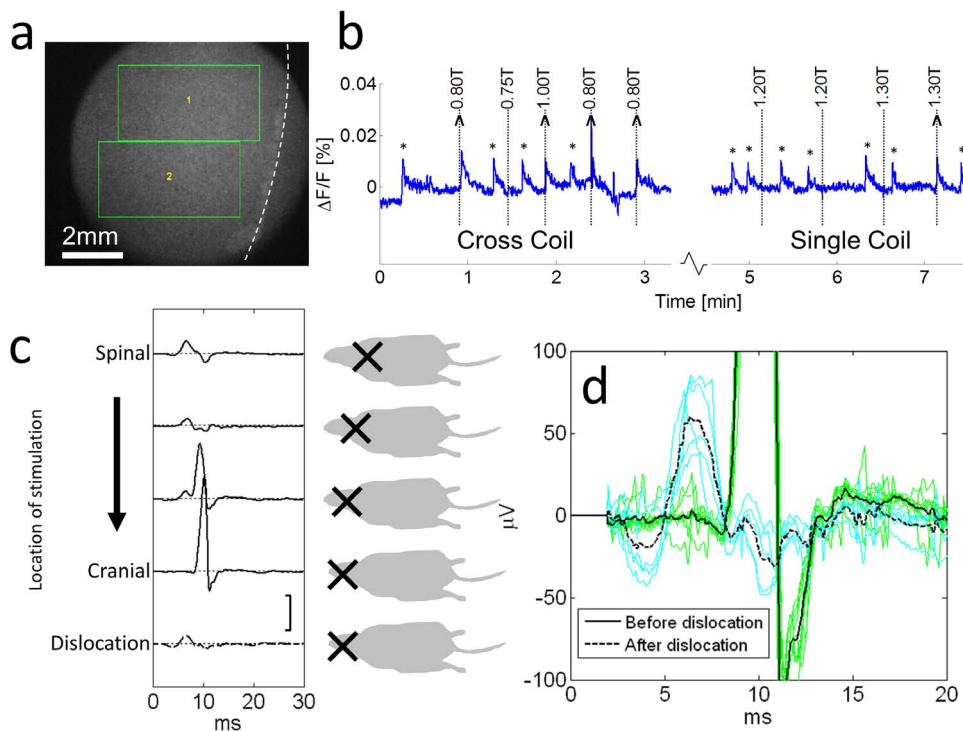 a
1
2
2mm
b
ΔF/F [%]
0.04
0.02
0
0.80T
0.75T
1.00T
0.80T
0.80T
1.20T
1.20T
1.30T
1.30T
* * * * * * * * * * *
Cross Coil
Single Coil
0 1 2 3 5 6 7
Time [min]
c
Location of stimulation
Spinal
Cranial
Dislocation
0 10 20 30
ms
d
μV
100
50
0
-50
-100
Before dislocation
After dislocation
0 5 10 15 20
ms